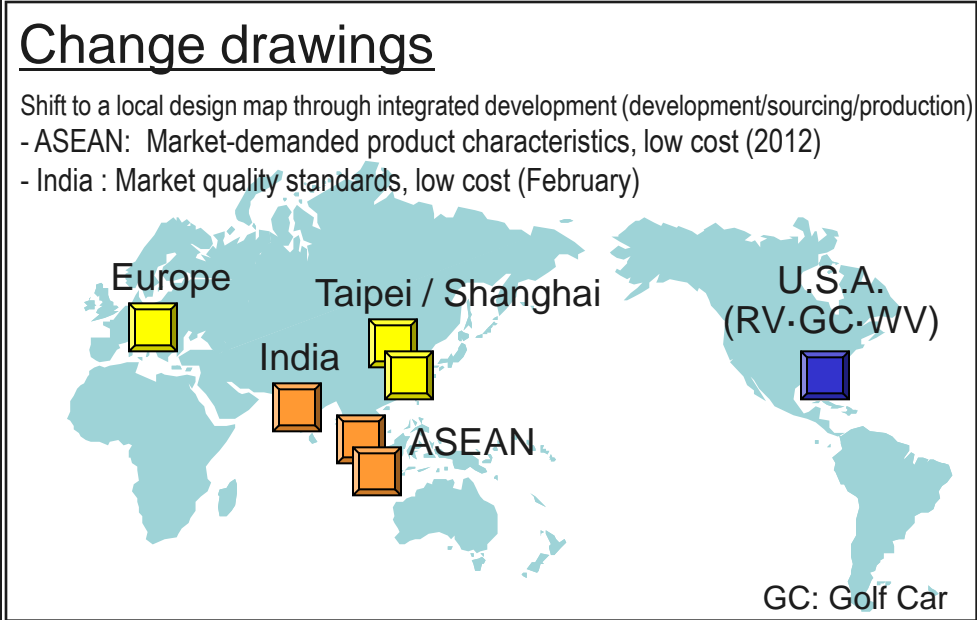 Change drawings
Shift to a local design map through integrated development (development/sourcing/production)
- ASEAN: Market-demanded product characteristics, low cost (2012)
- India : Market quality standards, low cost (February)
Europe
Taipei / Shanghai
U.S.A.
(RV·GC·WV)
India
ASEAN
GC: Golf Car